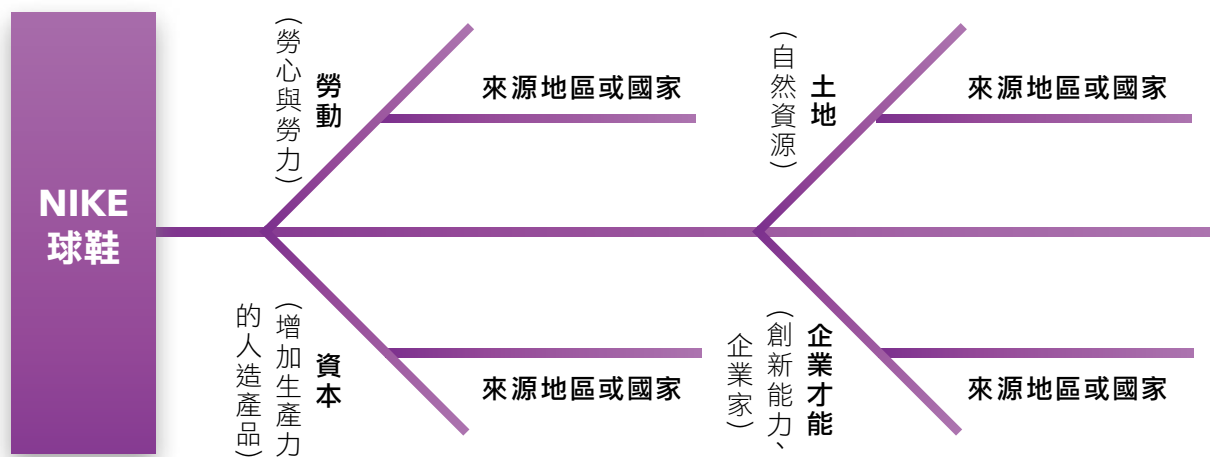 NIKE
球鞋
勞動
（勞心與勞力）
來源地區或國家
土地
（自然資源）
來源地區或國家
資本
（增加生產力
的人造產品）
來源地區或國家
企業才能
（創新能力、
企業家）
來源地區或國家